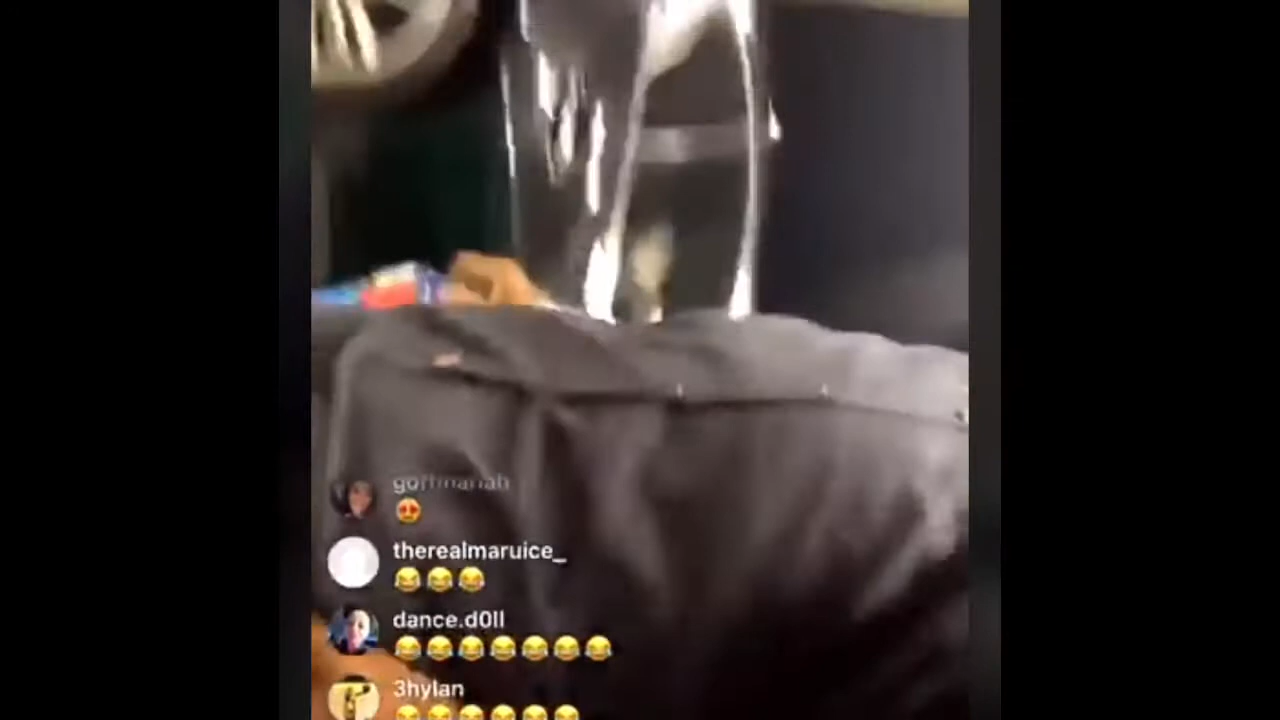 😍
therealmaruice_
😂😂😂
dance.d0ll
😂😂😂😂😂😂😂
3hylan
😂😂😂😂😂😂